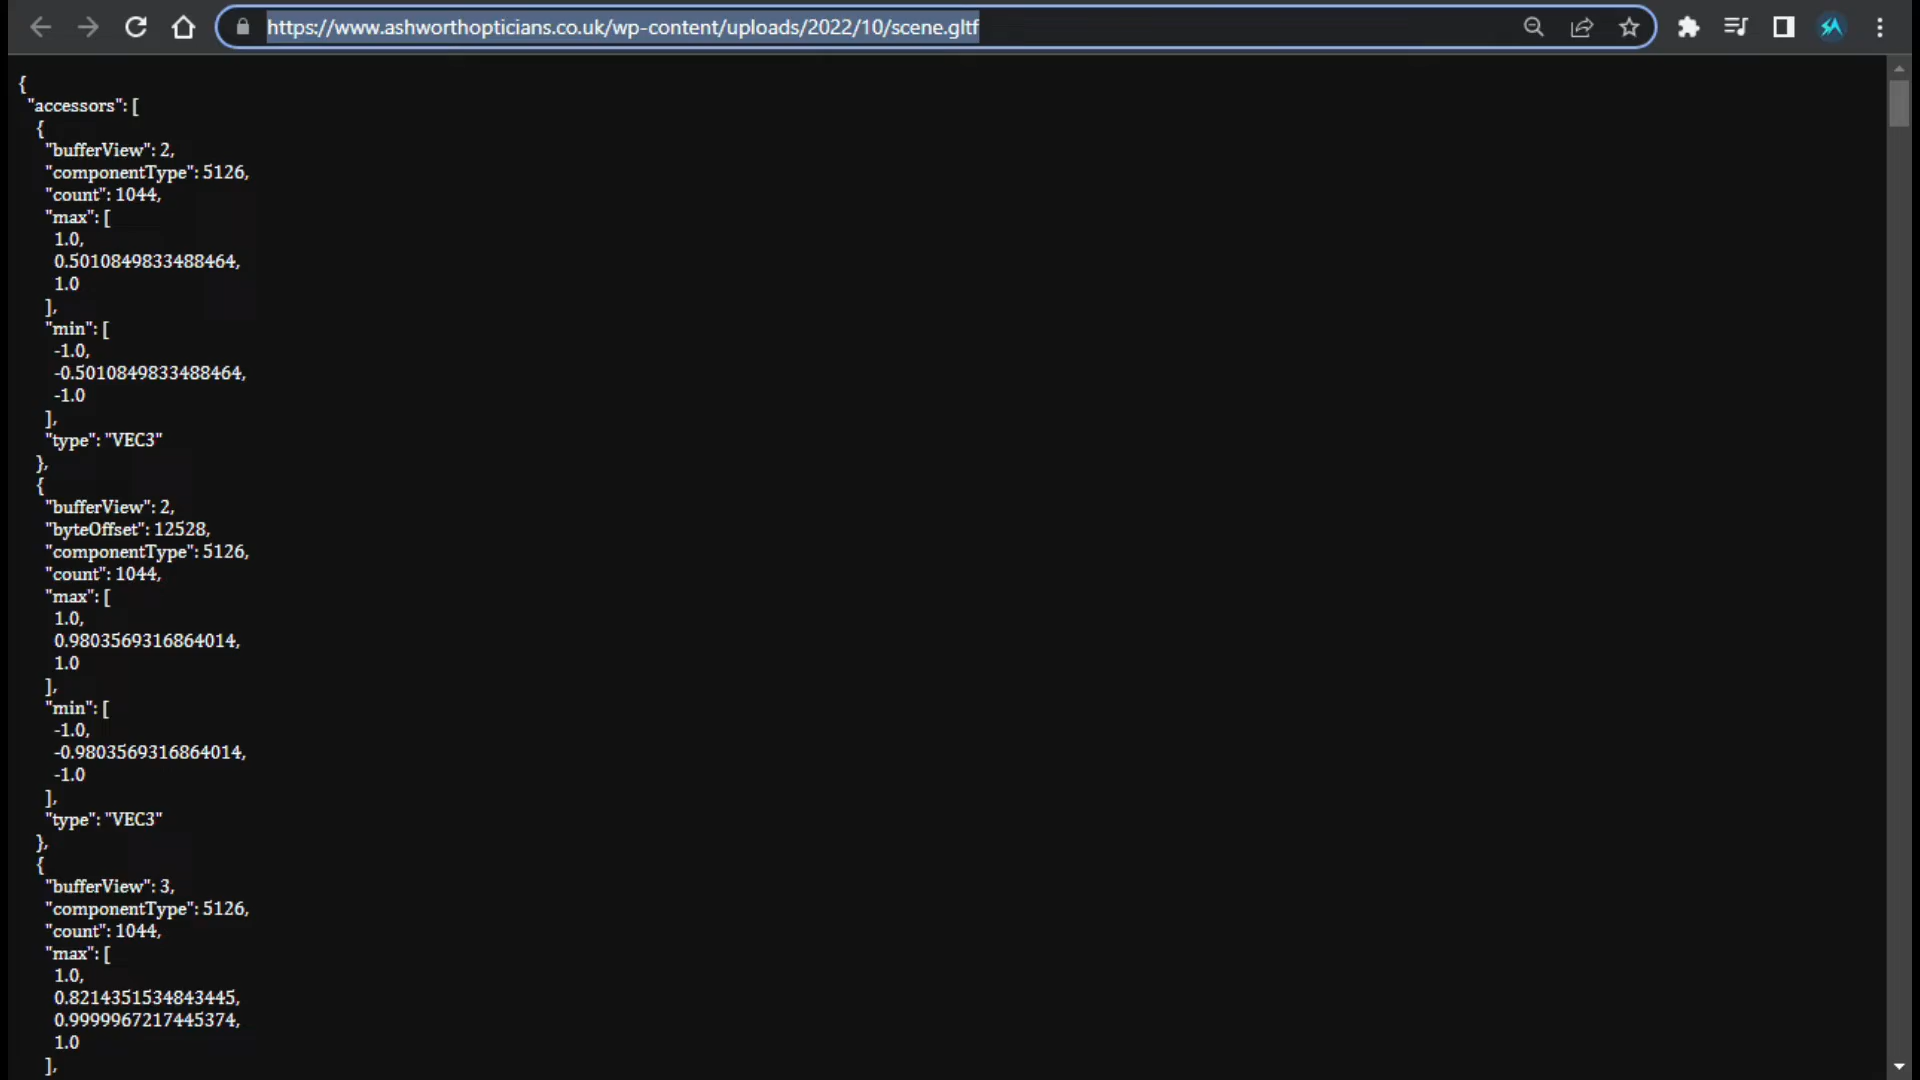 https://www.ashworthopticians.co.uk/wp-content/uploads/2022/10/scene.gltf
{
"accessors": [
{
"bufferView": 2,
"componentType": 5126,
"count": 1044,
"max": [
1.0,
0.5010849833488464,
1.0
],
"min": [
-1.0,
-0.5010849833488464,
-1.0
],
"type": "VEC3"
},
{
"bufferView": 2,
"byteOffset": 12528,
"componentType": 5126,
"count": 1044,
"max": [
1.0,
0.9803569316864014,
1.0
],
"min": [
-1.0,
-0.9803569316864014,
-1.0
],
"type": "VEC3"
},
{
"bufferView": 3,
"componentType": 5126,
"count": 1044,
"max": [
1.0,
0.8214351534843445,
0.9999967217445374,
1.0
],